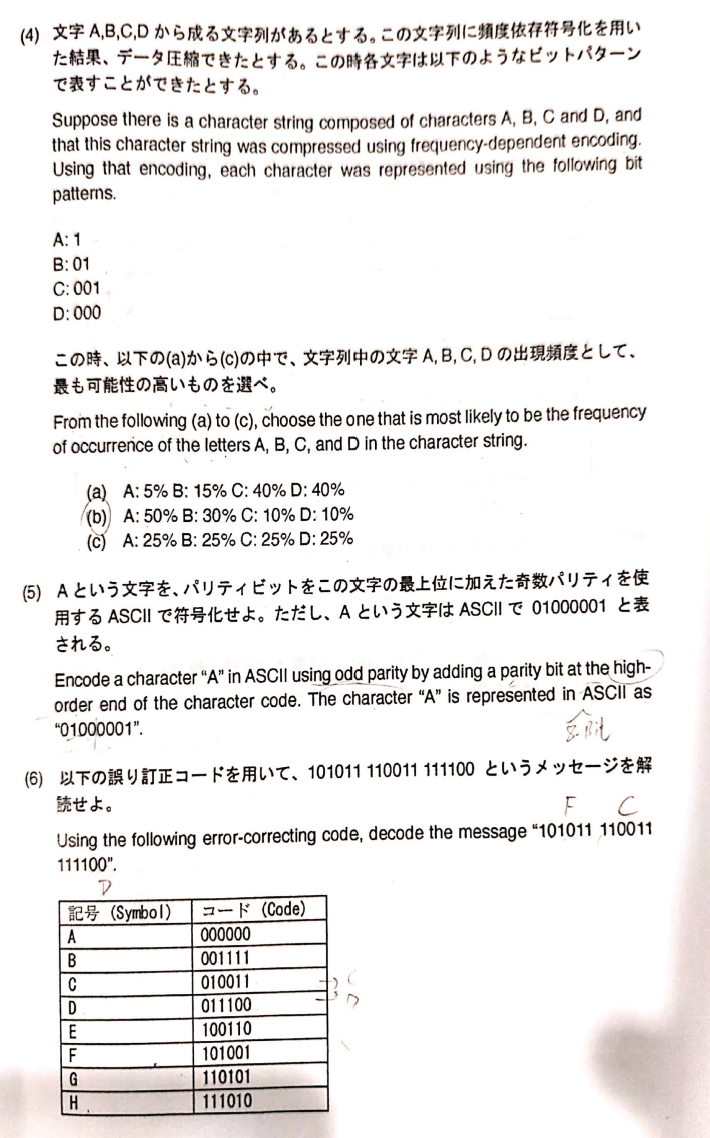 (4) 文字 A,B,C,D から成る文字列があるとする。この文字列に頻度依存符号化を用い
た結果、データ圧縮できたとする。この時各文字は以下のようなビットパターン
で表すことができたとする。
Suppose there is a character string composed of characters A, B, C and D, and
that this character string was compressed using frequency-dependent encoding.
Using that encoding, each character was represented using the following bit
patterns.
A: 1
B: 01
C: 001
D: 000
この時、以下の(a)から(c)の中で、文字列中の文字 A, B, C, D の出現頻度として、
最も可能性の高いものを選べ。
From the following (a) to (c), choose the one that is most likely to be the frequency
of occurrence of the letters A, B, C, and D in the character string.
(a) A: 5% B: 15% C: 40% D: 40%
(b) A: 50% B: 30% C: 10% D: 10%
(c) A: 25% B: 25% C: 25% D: 25%
(5) A という文字を、パリティビットをこの文字の最上位に加えた奇数パリティを使
用する ASCII で符号化せよ。ただし、A という文字は ASCII で 01000001 と表
される。
Encode a character “A” in ASCII using odd parity by adding a parity bit at the high-
order end of the character code. The character “A” is represented in ASCII as
“01000001”.
(6) 以下の誤り訂正コードを用いて、101011 110011 111100 というメッセージを解
読せよ。
F C
Using the following error-correcting code, decode the message “101011 110011
111100”.
D
記号 (Symbol) コード (Code)
A 000000
B 001111
C 010011
D 011100
E 100110
F 101001
G 110101
H 111010
C
D